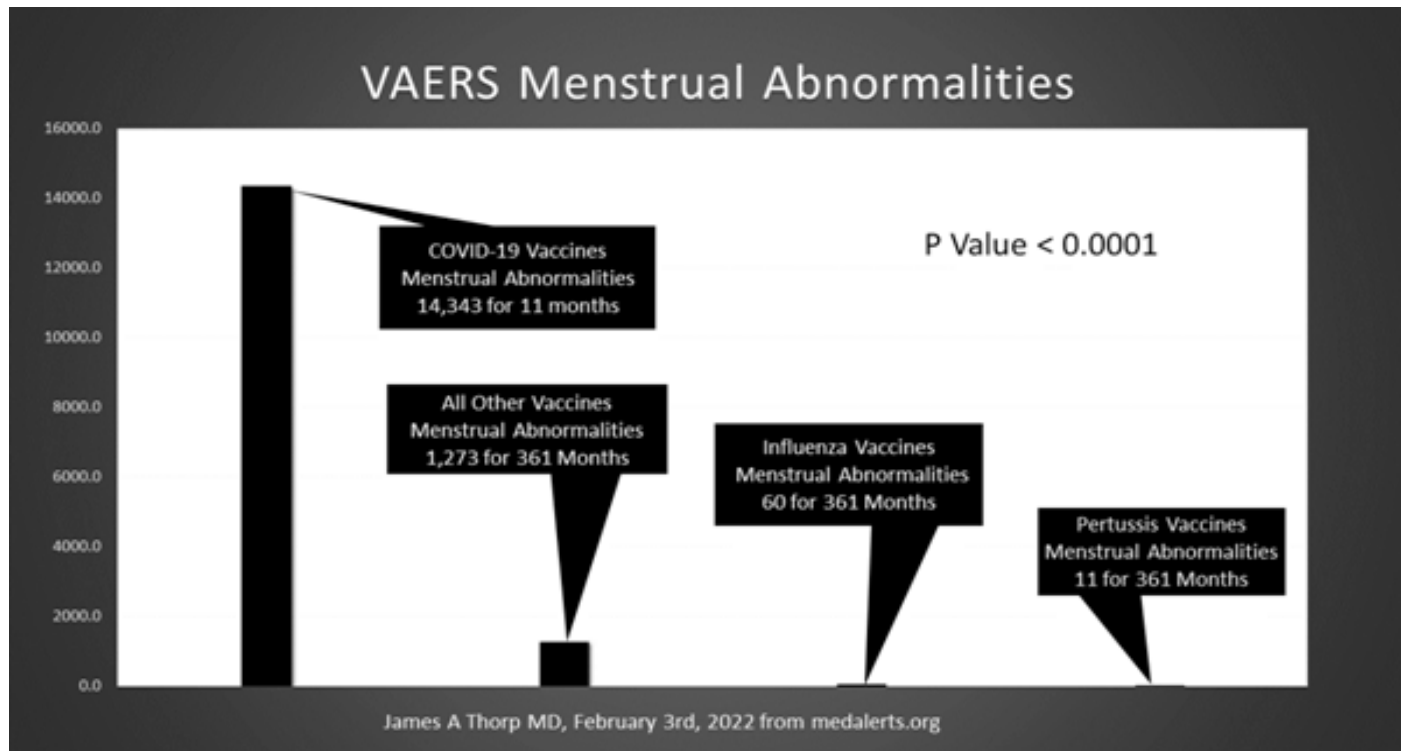 VAERS Menstrual Abnormalities
16000.0
14000.0
12000.0
10000.0
8000.0
6000.0
4000.0
2000.0
0.0
COVID-19 Vaccines
Menstrual Abnormalities
14,343 for 11 months
P Value < 0.0001
All Other Vaccines
Menstrual Abnormalities
1,273 for 361 Months
Influenza Vaccines
Menstrual Abnormalities
60 for 361 Months
Pertussis Vaccines
Menstrual Abnormalities
11 for 361 Months
James A Thorp MD, February 3rd, 2022 from medalerts.org